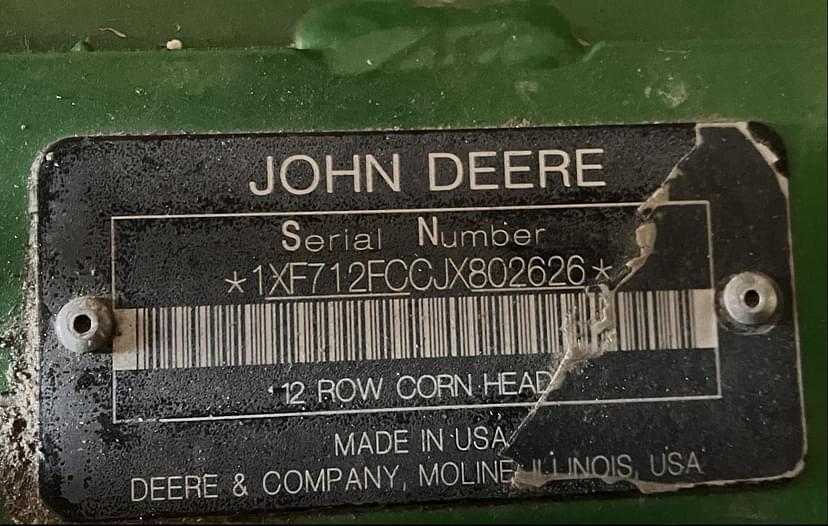 JOHN DEERE
Serial Number
*1XF712FCCJX802626*
12 ROW CORN HEAD
MADE IN USA
DEERE & COMPANY, MOLINE, ILLINOIS, USA